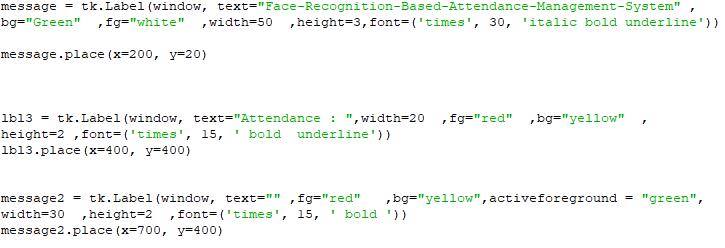 message = tk.Label(window, text="Face-Recognition-Based-Attendance-Management-System" ,
bg="Green"  ,fg="white"  ,width=50  ,height=3,font=('times', 30, 'italic bold underline'))
message.place(x=200, y=20)
lbl3 = tk.Label(window, text="Attendance : ",width=20  ,fg="red"  ,bg="yellow"  ,
height=2 ,font=('times', 15, ' bold  underline'))
lbl3.place(x=400, y=400)
message2 = tk.Label(window, text="" ,fg="red"   ,bg="yellow",activeforeground = "green",
width=30  ,height=2  ,font=('times', 15, ' bold '))
message2.place(x=700, y=400)